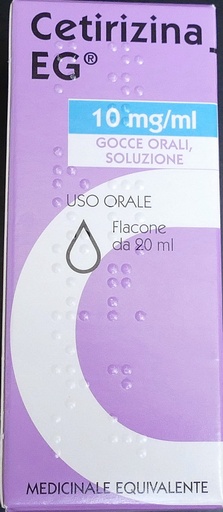 Cetirizina
EG®
10 mg/ml
GOCCE ORALI,
SOLUZIONE
USO ORALE
Flacone
da 20 ml
MEDICINALE EQUIVALENTE